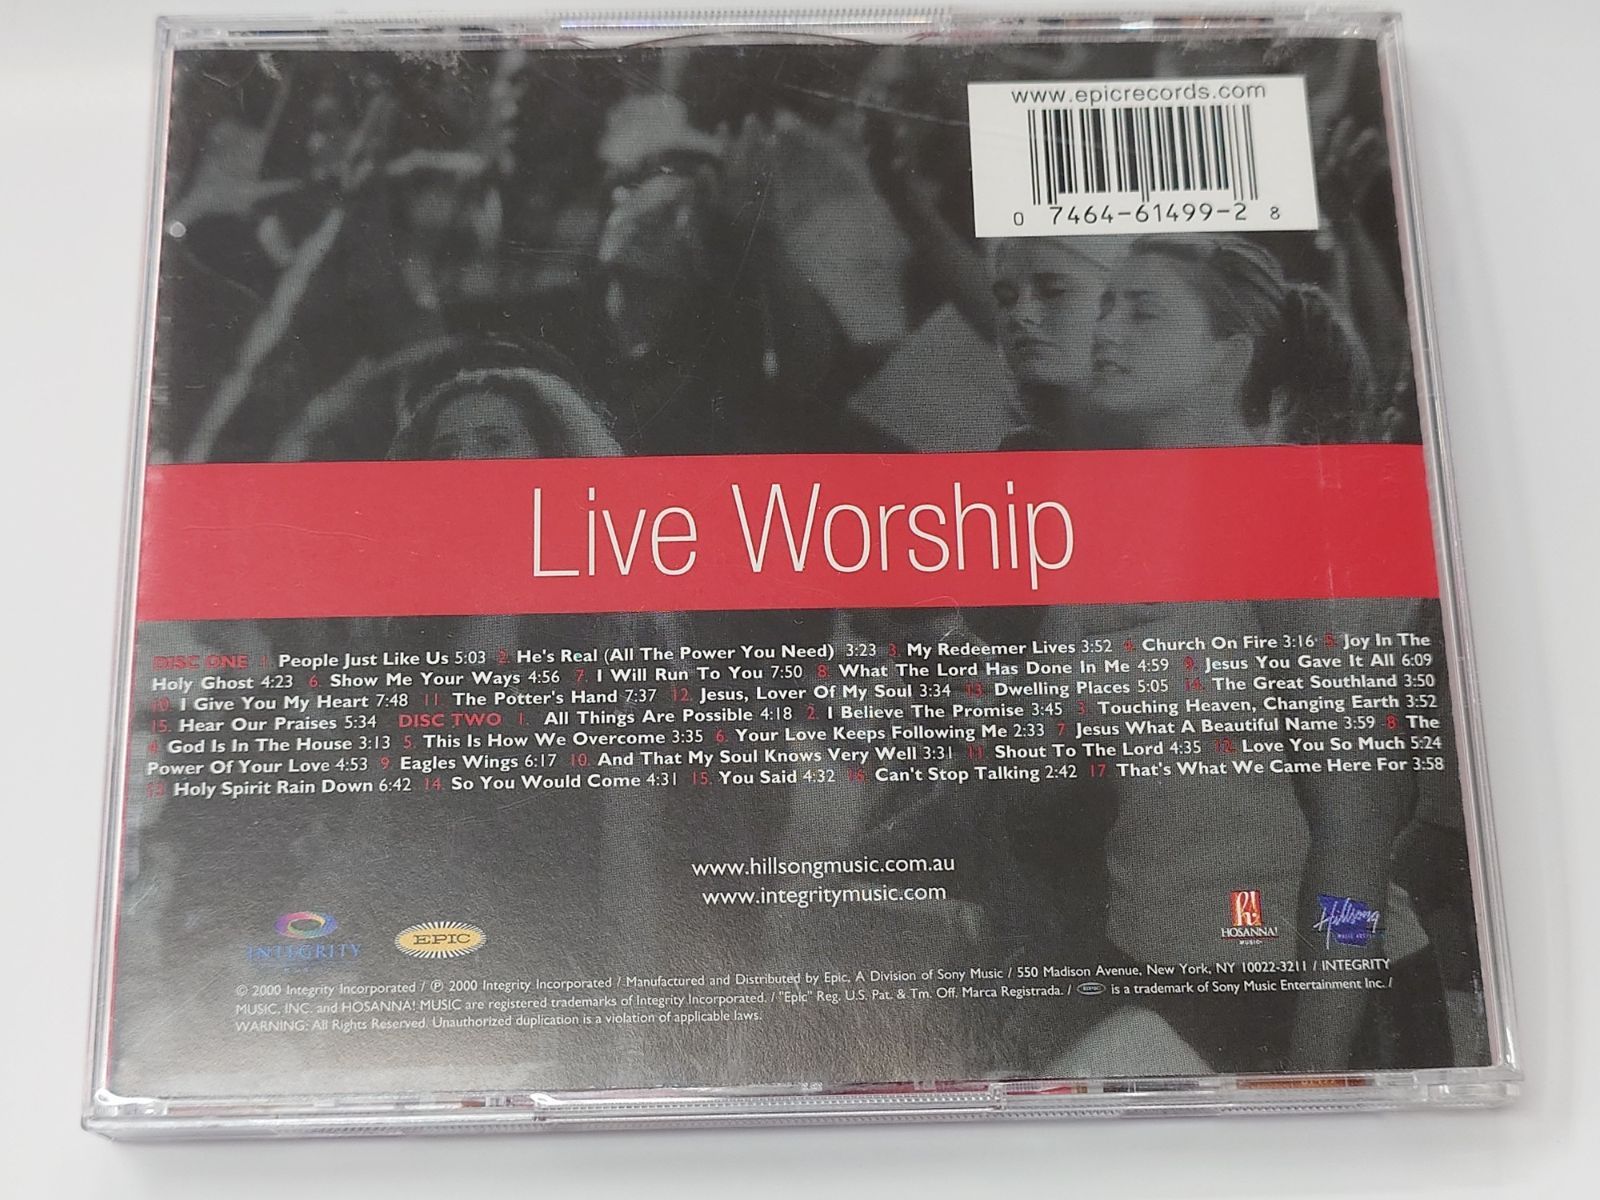 www.epicrecords.com
0 7464-61499-2 8
Live Worship
DISC ONE 1. People Just Like Us 5:03 2. He's Real (All The Power You Need) 3:23 3. My Redeemer Lives 3:52 4. Church On Fire 3:16 5. Joy In The
Holy Ghost 4:23 6. Show Me Your Ways 4:56 7. I Will Run To You 7:50 8. What The Lord Has Done In Me 4:59 9. Jesus You Gave It All 6:09
10. I Give You My Heart 7:48 11. The Potter's Hand 7:37 12. Jesus, Lover Of My Soul 3:34 13. Dwelling Places 5:05 14. The Great Southland 3:50
15. Hear Our Praises 5:34 DISC TWO 1. All Things Are Possible 4:18 2. I Believe The Promise 3:45 3. Touching Heaven, Changing Earth 3:52
4. God Is In The House 3:13 5. This Is How We Overcome 3:35 6. Your Love Keeps Following Me 2:33 7. Jesus What A Beautiful Name 3:59 8. The
Power Of Your Love 4:53 9. Eagles Wings 6:17 10. And That My Soul Knows Very Well 3:31 11. Shout To The Lord 4:35 12. Love You So Much 5:24
13. Holy Spirit Rain Down 6:42 14. So You Would Come 4:31 15. You Said 4:32 16. Can't Stop Talking 2:42 17. That's What We Came Here For 3:58
www.hillsongmusic.com.au
www.integritymusic.com
INTEGRITY
EPIC
h!
HOSANNA!
MUSIC
Hillsong
© 2000 Integrity Incorporated / ℗ 2000 Integrity Incorporated / Manufactured and Distributed by Epic, A Division of Sony Music / 550 Madison Avenue, New York, NY 10022-3211 / INTEGRITY
MUSIC, INC. and HOSANNA! MUSIC are registered trademarks of Integrity Incorporated. / "Epic" Reg. U.S. Pat. & Tm. Off. Marca Registrada. / EPIC is a trademark of Sony Music Entertainment Inc. /
WARNING: All Rights Reserved. Unauthorized duplication is a violation of applicable laws.